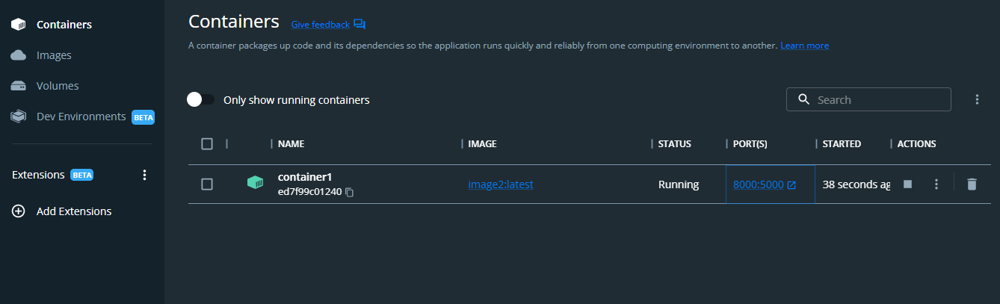 Containers
Images
Volumes
Dev Environments BETA
Extensions BETA
Add Extensions
Containers Give feedback
A container packages up code and its dependencies so the application runs quickly and reliably from one computing environment to another. Learn more
Only show running containers
Search
NAME IMAGE STATUS PORT(S) STARTED ACTIONS
container1
ed7f99c01240
image2:latest
Running
8000:5000
38 seconds ag